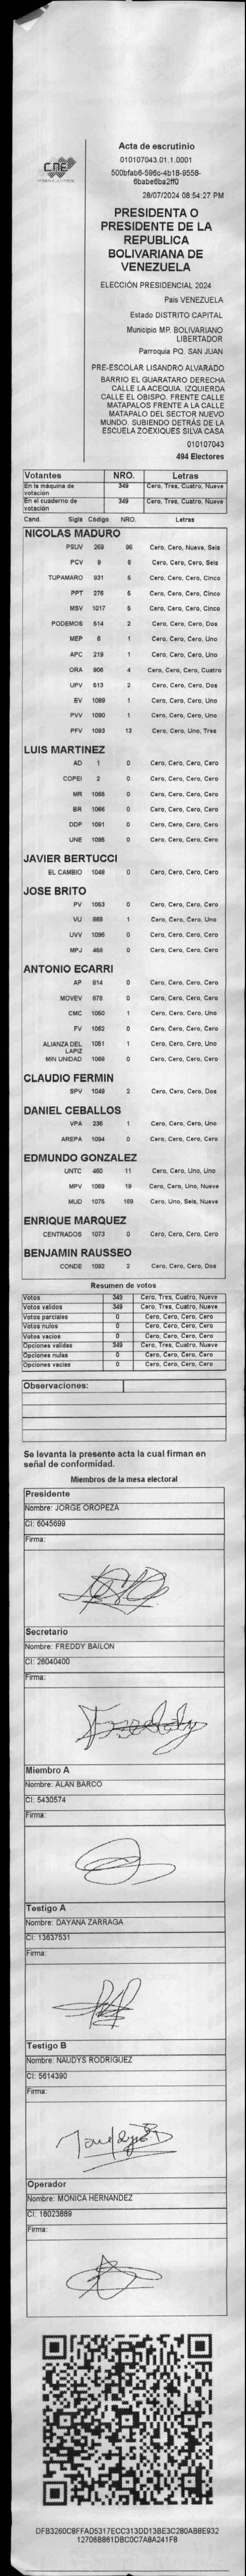 CNE
Acta de escrutinio
010107043.01.1.0001
500bfab6-596c-4b18-9558-
6babe6ba2ff0
28/07/2024 08:54:27 PM
PRESIDENTA O
PRESIDENTE DE LA
REPUBLICA
BOLIVARIANA DE
VENEZUELA
ELECCIÓN PRESIDENCIAL 2024
País VENEZUELA
Estado DISTRITO CAPITAL
Municipio MP. BOLIVARIANO
LIBERTADOR
Parroquia PQ. SAN JUAN
PRE-ESCOLAR LISANDRO ALVARADO
BARRIO EL GUARATARO DERECHA
CALLE LA ACEQUIA. IZQUIERDA
CALLE EL OBISPO. FRENTE CALLE
MATAPALOS FRENTE A LA CALLE
MATAPALO DEL SECTOR NUEVO
MUNDO. SUBIENDO DETRÁS DE LA
ESCUELA ZOEXIQUES SILVA CASA
010107043
494 Electores
Votantes NRO. Letras
En la máquina de votación 349 Cero, Tres, Cuatro, Nueve
En el cuaderno de votación 349 Cero, Tres, Cuatro, Nueve
Cand. Sigla Código NRO. Letras
NICOLAS MADURO
PSUV 269 96 Cero, Cero, Nueve, Seis
PCV 9 6 Cero, Cero, Cero, Seis
TUPAMARO 931 5 Cero, Cero, Cero, Cinco
PPT 276 5 Cero, Cero, Cero, Cinco
MSV 1017 5 Cero, Cero, Cero, Cinco
PODEMOS 514 2 Cero, Cero, Cero, Dos
MEP 6 1 Cero, Cero, Cero, Uno
APC 219 1 Cero, Cero, Cero, Uno
ORA 906 4 Cero, Cero, Cero, Cuatro
UPV 513 2 Cero, Cero, Cero, Dos
EV 1089 1 Cero, Cero, Cero, Uno
PVV 1090 1 Cero, Cero, Cero, Uno
PFV 1093 13 Cero, Cero, Uno, Tres
LUIS MARTINEZ
AD 1 0 Cero, Cero, Cero, Cero
COPEI 2 0 Cero, Cero, Cero, Cero
MR 1065 0 Cero, Cero, Cero, Cero
BR 1066 0 Cero, Cero, Cero, Cero
DDP 1091 0 Cero, Cero, Cero, Cero
UNE 1095 0 Cero, Cero, Cero, Cero
JAVIER BERTUCCI
EL CAMBIO 1048 0 Cero, Cero, Cero, Cero
JOSE BRITO
PV 1053 0 Cero, Cero, Cero, Cero
VU 868 1 Cero, Cero, Cero, Uno
UVV 1096 0 Cero, Cero, Cero, Cero
MPJ 468 0 Cero, Cero, Cero, Cero
ANTONIO ECARRI
AP 814 0 Cero, Cero, Cero, Cero
MOVEV 878 0 Cero, Cero, Cero, Cero
CMC 1050 1 Cero, Cero, Cero, Uno
FV 1062 0 Cero, Cero, Cero, Cero
ALIANZA DEL LAPIZ 1051 1 Cero, Cero, Cero, Uno
MIN UNIDAD 1068 0 Cero, Cero, Cero, Cero
CLAUDIO FERMIN
SPV 1049 2 Cero, Cero, Cero, Dos
DANIEL CEBALLOS
VPA 236 1 Cero, Cero, Cero, Uno
AREPA 1094 0 Cero, Cero, Cero, Cero
EDMUNDO GONZALEZ
UNTC 460 11 Cero, Cero, Uno, Uno
MPV 1069 19 Cero, Cero, Uno, Nueve
MUD 1075 169 Cero, Uno, Seis, Nueve
ENRIQUE MARQUEZ
CENTRADOS 1073 0 Cero, Cero, Cero, Cero
BENJAMIN RAUSSEO
CONDE 1092 2 Cero, Cero, Cero, Dos
Resumen de votos
Votos 349 Cero, Tres, Cuatro, Nueve
Votos validos 349 Cero, Tres, Cuatro, Nueve
Votos parciales 0 Cero, Cero, Cero, Cero
Votos nulos 0 Cero, Cero, Cero, Cero
Votos vacios 0 Cero, Cero, Cero, Cero
Opciones validas 349 Cero, Tres, Cuatro, Nueve
Opciones nulas 0 Cero, Cero, Cero, Cero
Opciones vacias 0 Cero, Cero, Cero, Cero
Observaciones:
Se levanta la presente acta la cual firman en
señal de conformidad.
Miembros de la mesa electoral
Presidente
Nombre: JORGE OROPEZA
CI: 6045699
Firma:
Secretario
Nombre: FREDDY BAILON
CI: 26040400
Firma:
Freddy
Miembro A
Nombre: ALAN BARCO
CI: 5430574
Firma:
Testigo A
Nombre: DAYANA ZARRAGA
CI: 13637531
Firma:
Testigo B
Nombre: NAUDYS RODRIGUEZ
CI: 5614390
Firma:
Operador
Nombre: MONICA HERNANDEZ
CI: 18023869
Firma:
DFB3260C8FFAD5317ECC313DD13BE3C280AB8E932
12706B861DBC0C7A8A241F8